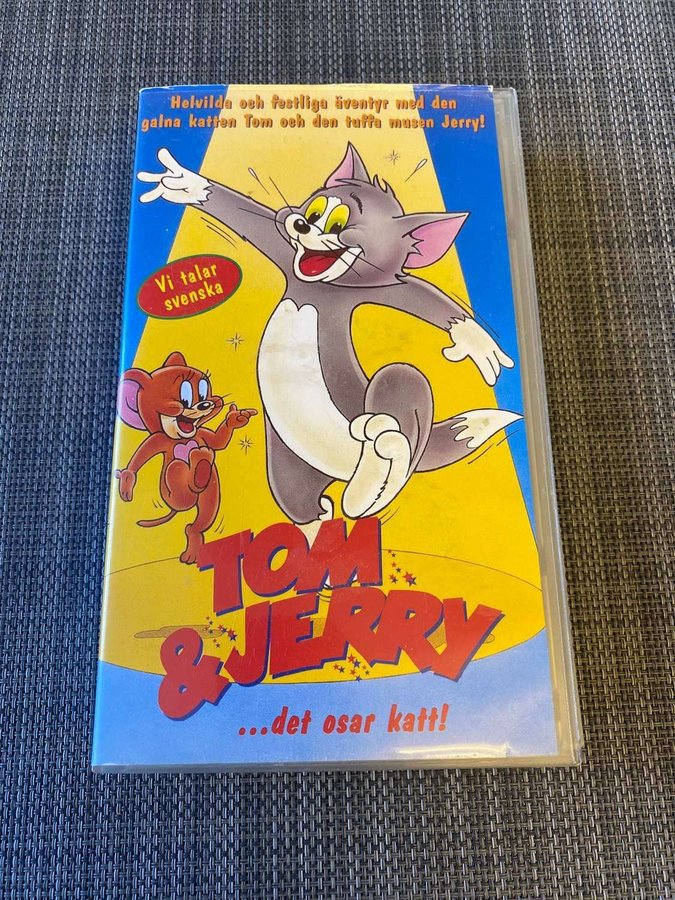 Helvilda och festliga äventyr med den
galna katten Tom och den tuffa musen Jerry!
Vi talar
svenska
TOM
& JERRY
...det osar katt!